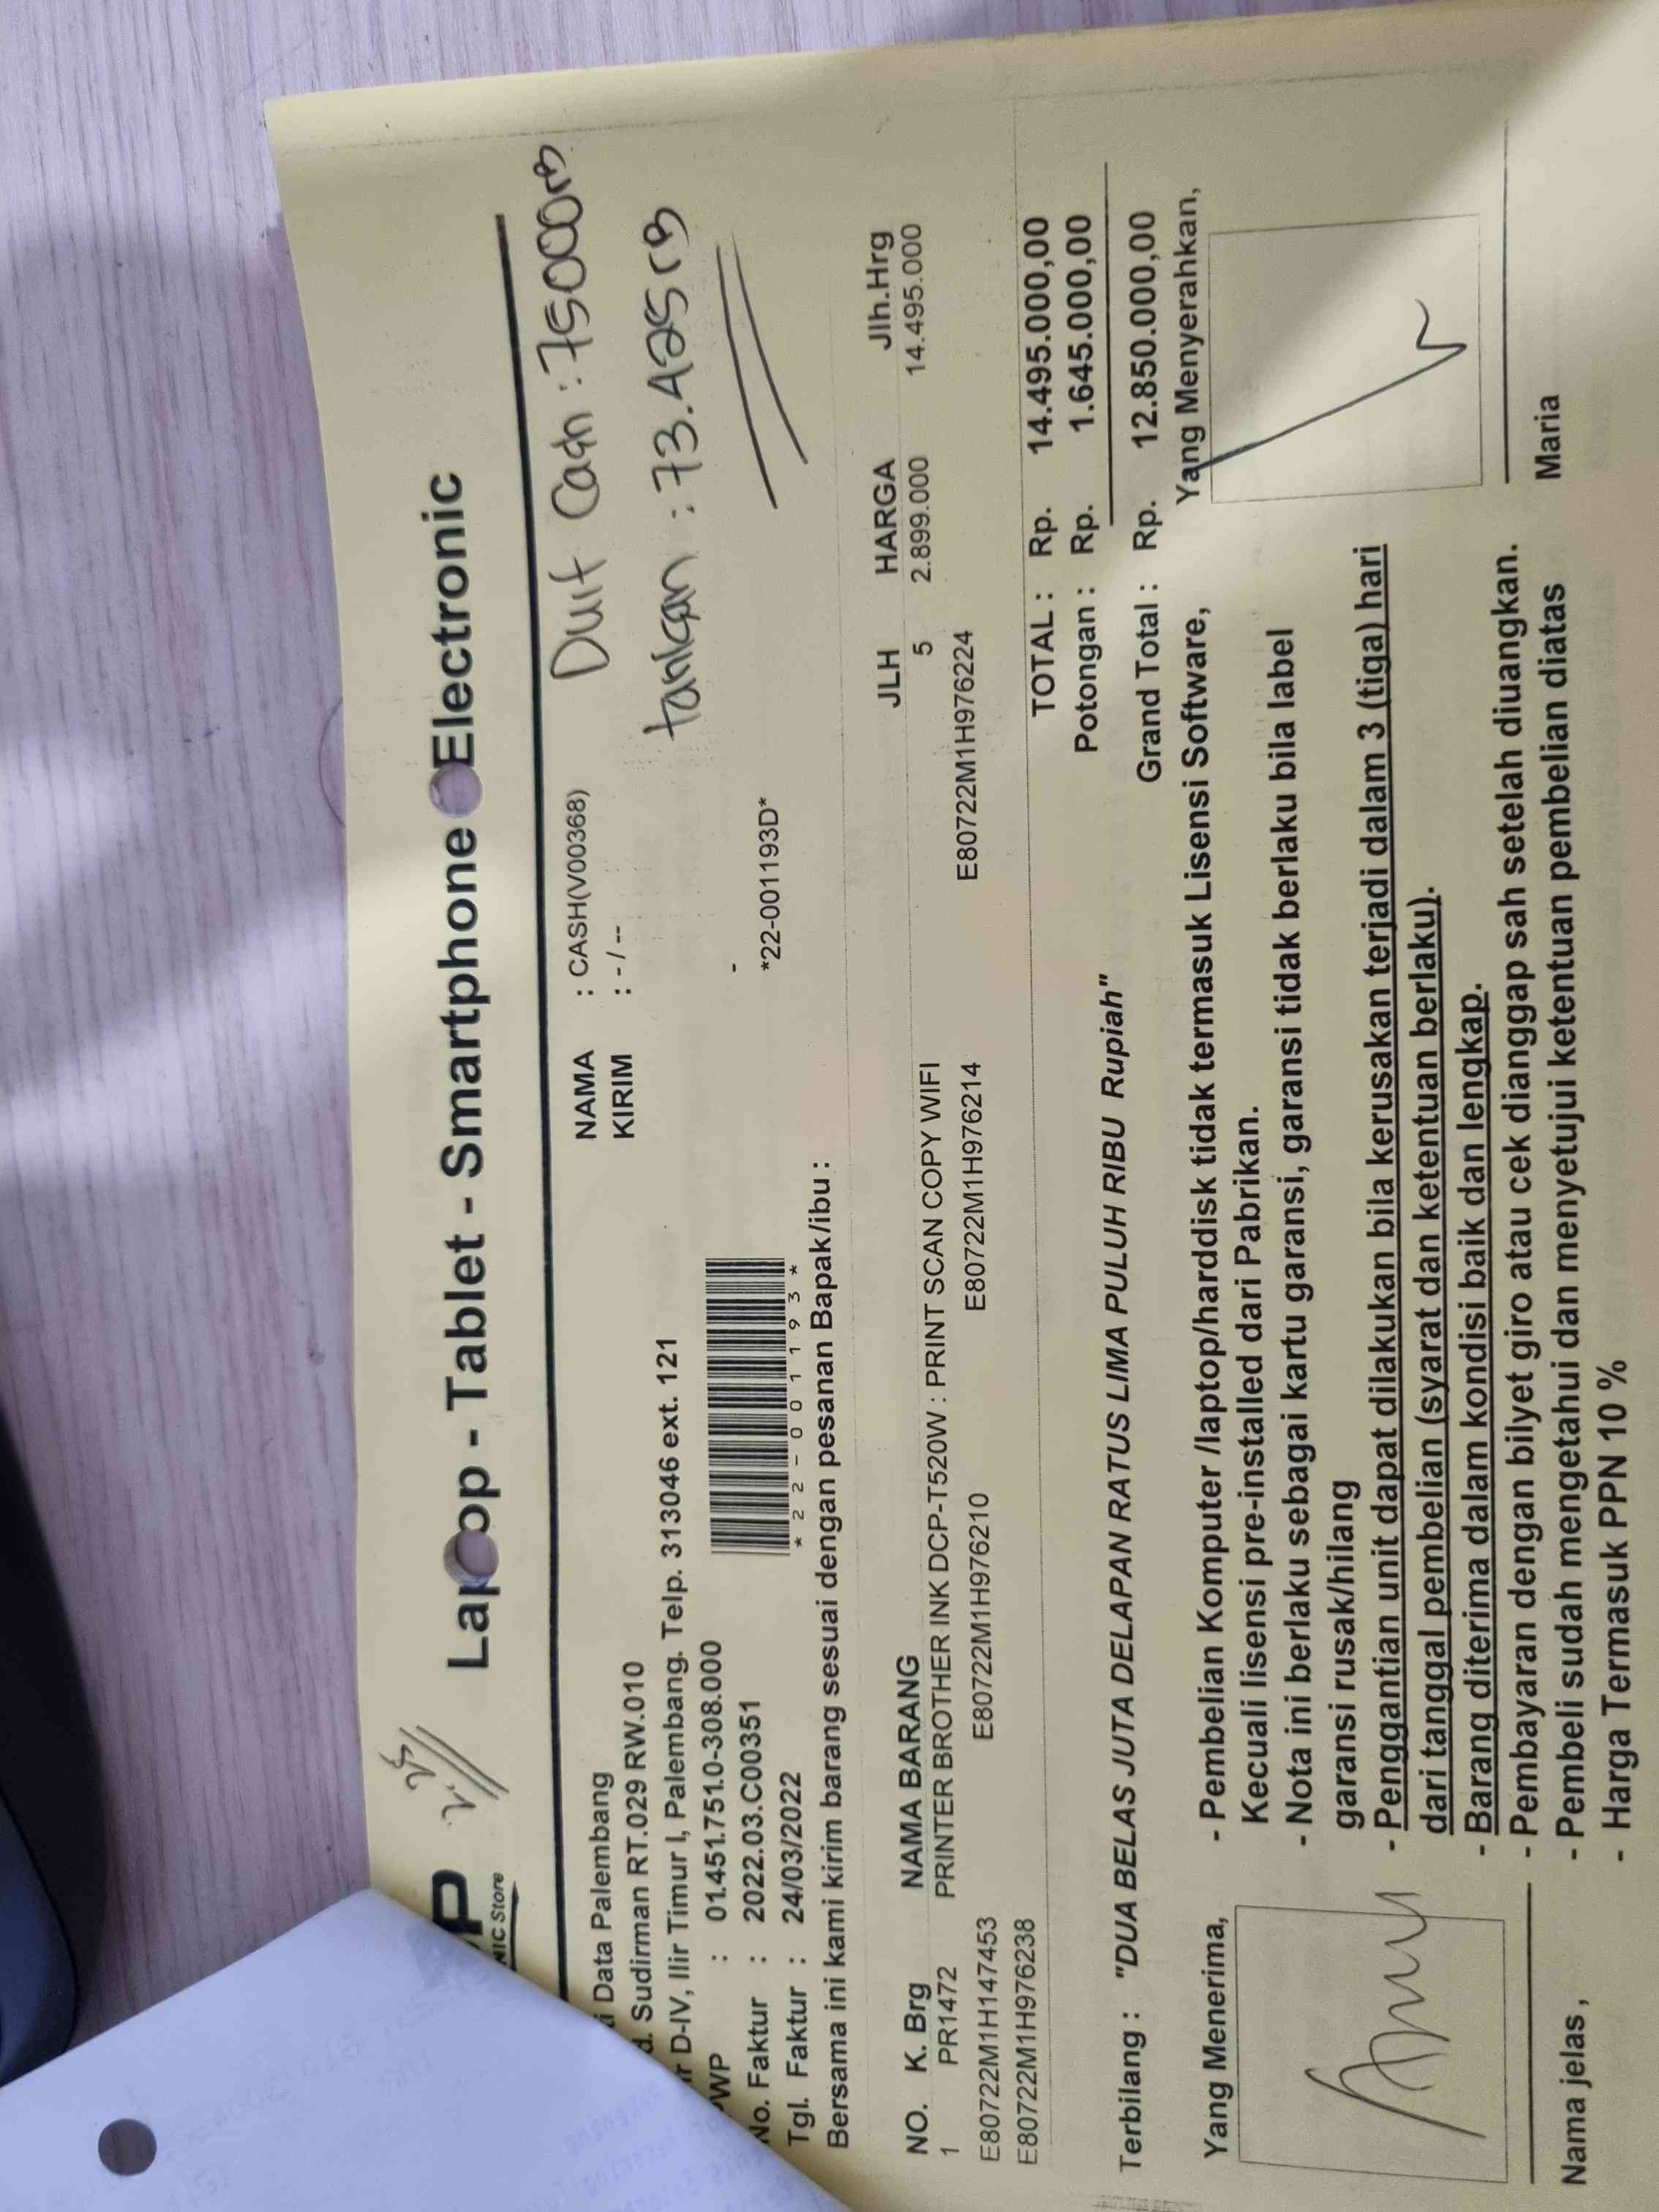 Laptop - Tablet - Smartphone - Electronic
P
NIC Store
Data Palembang
Sudirman RT.029 RW.010
D-IV, Ilir Timur I, Palembang. Telp. 313046 ext. 121
WP : 01.451.751.0-308.000
No. Faktur : 2022.03.C00351
Tgl. Faktur : 24/03/2022
*22-001193*
NAMA : CASH(V00368)
KIRIM : - / --
-
*22-001193D*
Duit Cash : 75000
: 73.425
Bersama ini kami kirim barang sesuai dengan pesanan Bapak/ibu :
NO. K. Brg NAMA BARANG JLH HARGA Jlh.Hrg
1 PR1472 PRINTER BROTHER INK DCP-T520W : PRINT SCAN COPY WIFI 5 2.899.000 14.495.000
E80722M1H147453 E80722M1H976210 E80722M1H976214 E80722M1H976224
E80722M1H976238
TOTAL : Rp. 14.495.000,00
Potongan : Rp. 1.645.000,00
Terbilang : "DUA BELAS JUTA DELAPAN RATUS LIMA PULUH RIBU Rupiah"
Grand Total : Rp. 12.850.000,00
Yang Menerima,
Yang Menyerahkan,
- Pembelian Komputer /laptop/harddisk tidak termasuk Lisensi Software,
Kecuali lisensi pre-installed dari Pabrikan.
- Nota ini berlaku sebagai kartu garansi, garansi tidak berlaku bila label
garansi rusak/hilang
- Penggantian unit dapat dilakukan bila kerusakan terjadi dalam 3 (tiga) hari
dari tanggal pembelian (syarat dan ketentuan berlaku).
- Barang diterima dalam kondisi baik dan lengkap.
- Pembayaran dengan bilyet giro atau cek dianggap sah setelah diuangkan.
- Pembeli sudah mengetahui dan menyetujui ketentuan pembelian diatas
- Harga Termasuk PPN 10 %
Nama jelas ,
Maria